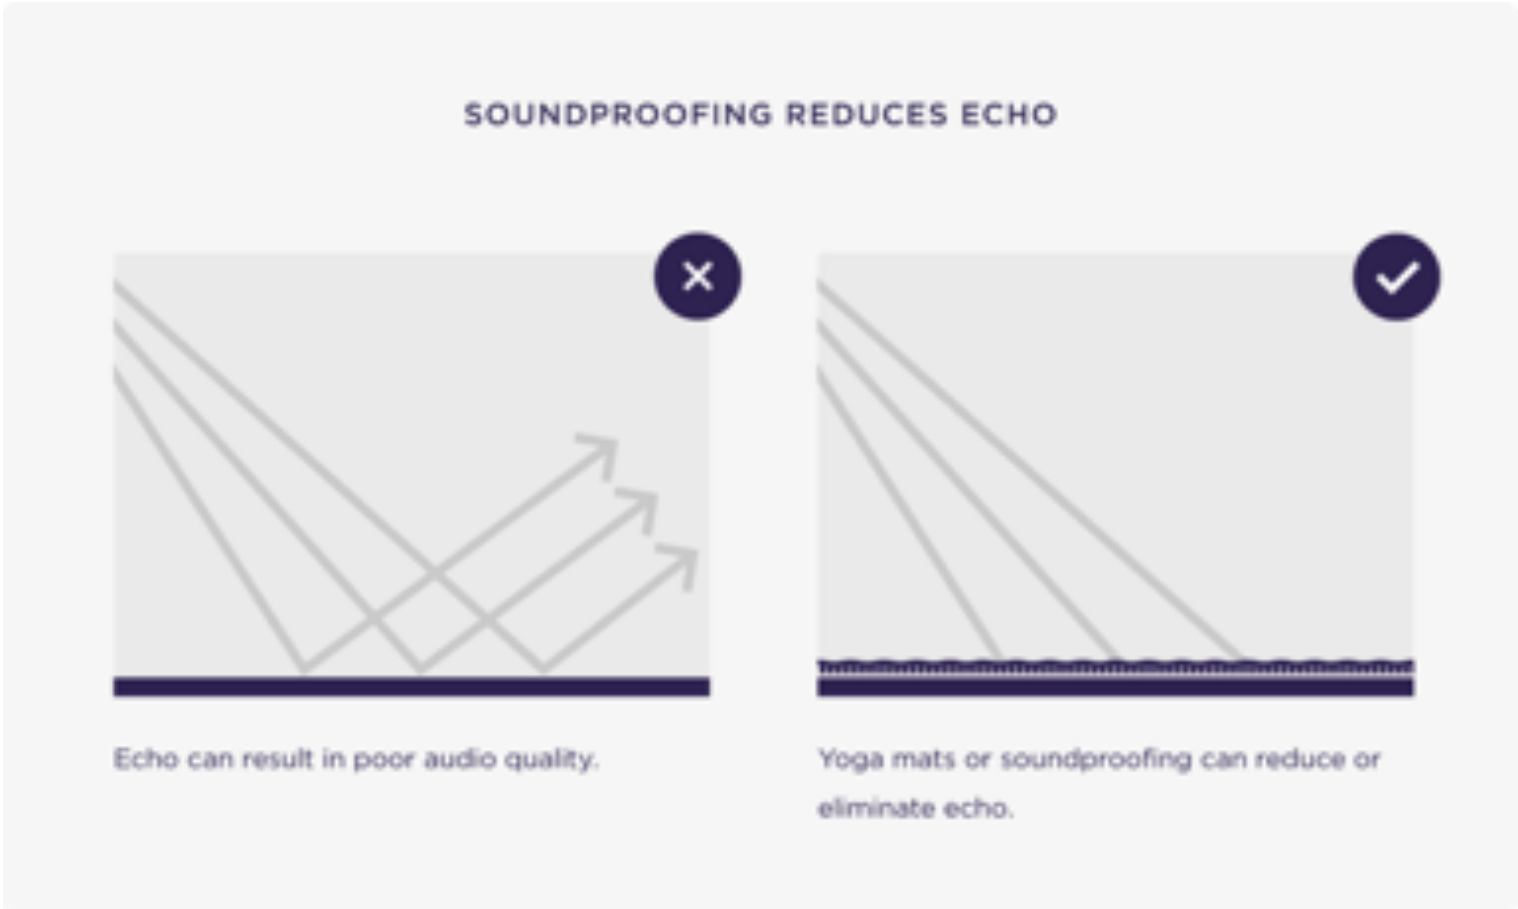 SOUNDPROOFING REDUCES ECHO
Echo can result in poor audio quality.
Yoga mats or soundproofing can reduce or
eliminate echo.